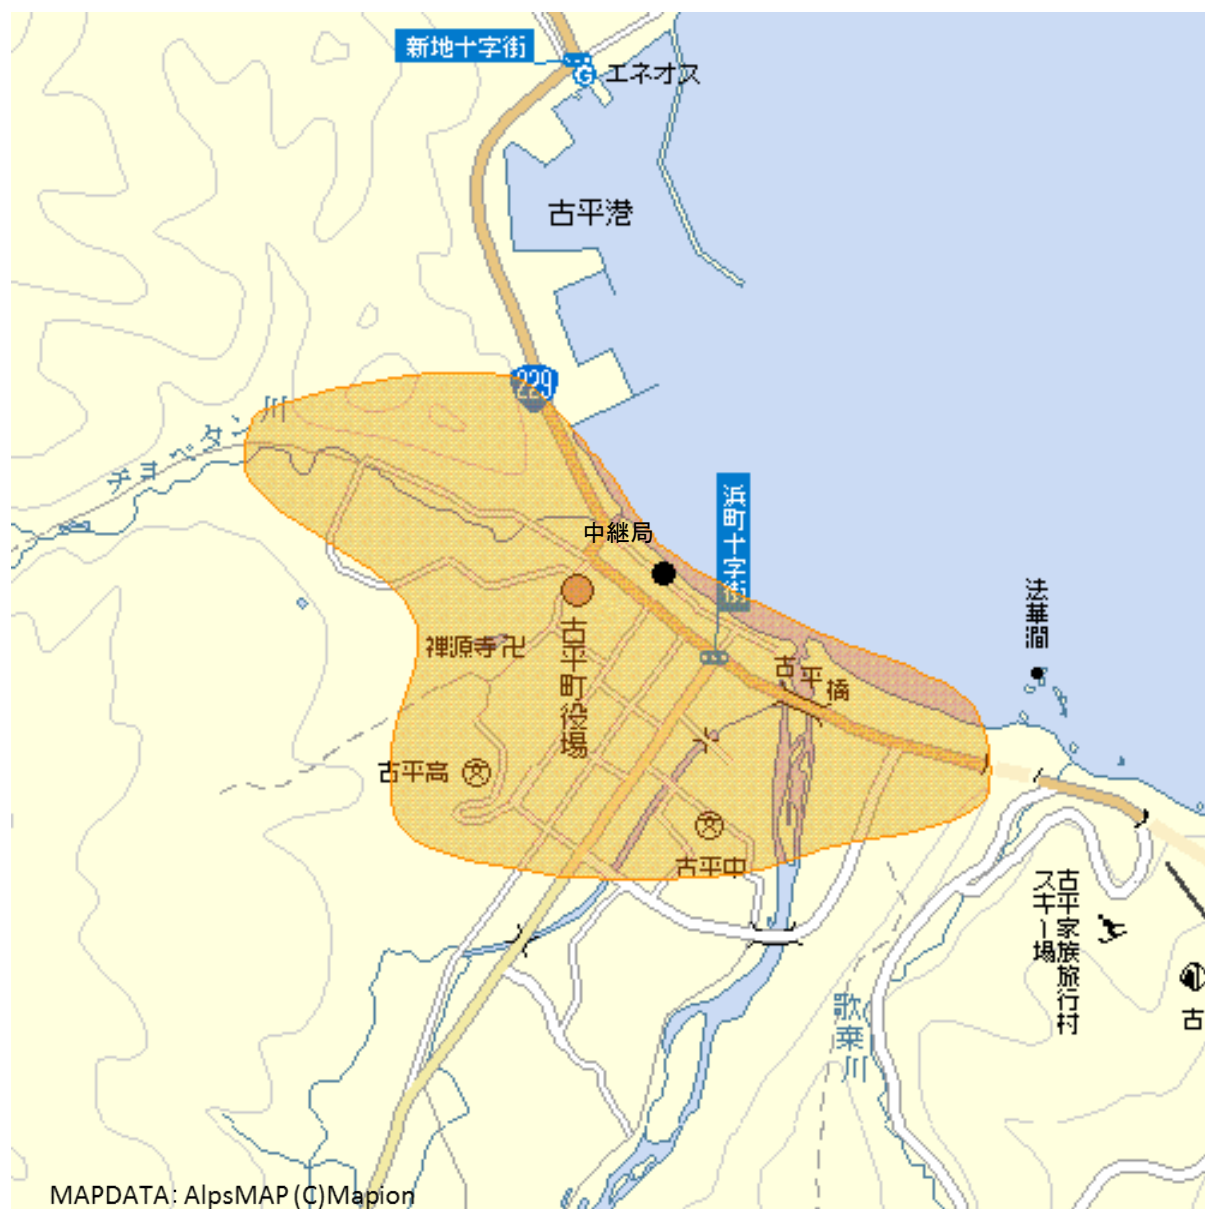 新地十字街
エネオス
古平港
229
チョペタン川
浜町十字街
中継局
法華澗
禅源寺
古平町役場
古平橋
古平高
文
文
古平中
古平家族旅行村
スキー場
歌棄川
古
MAPDATA: AlpsMAP (C)Mapion